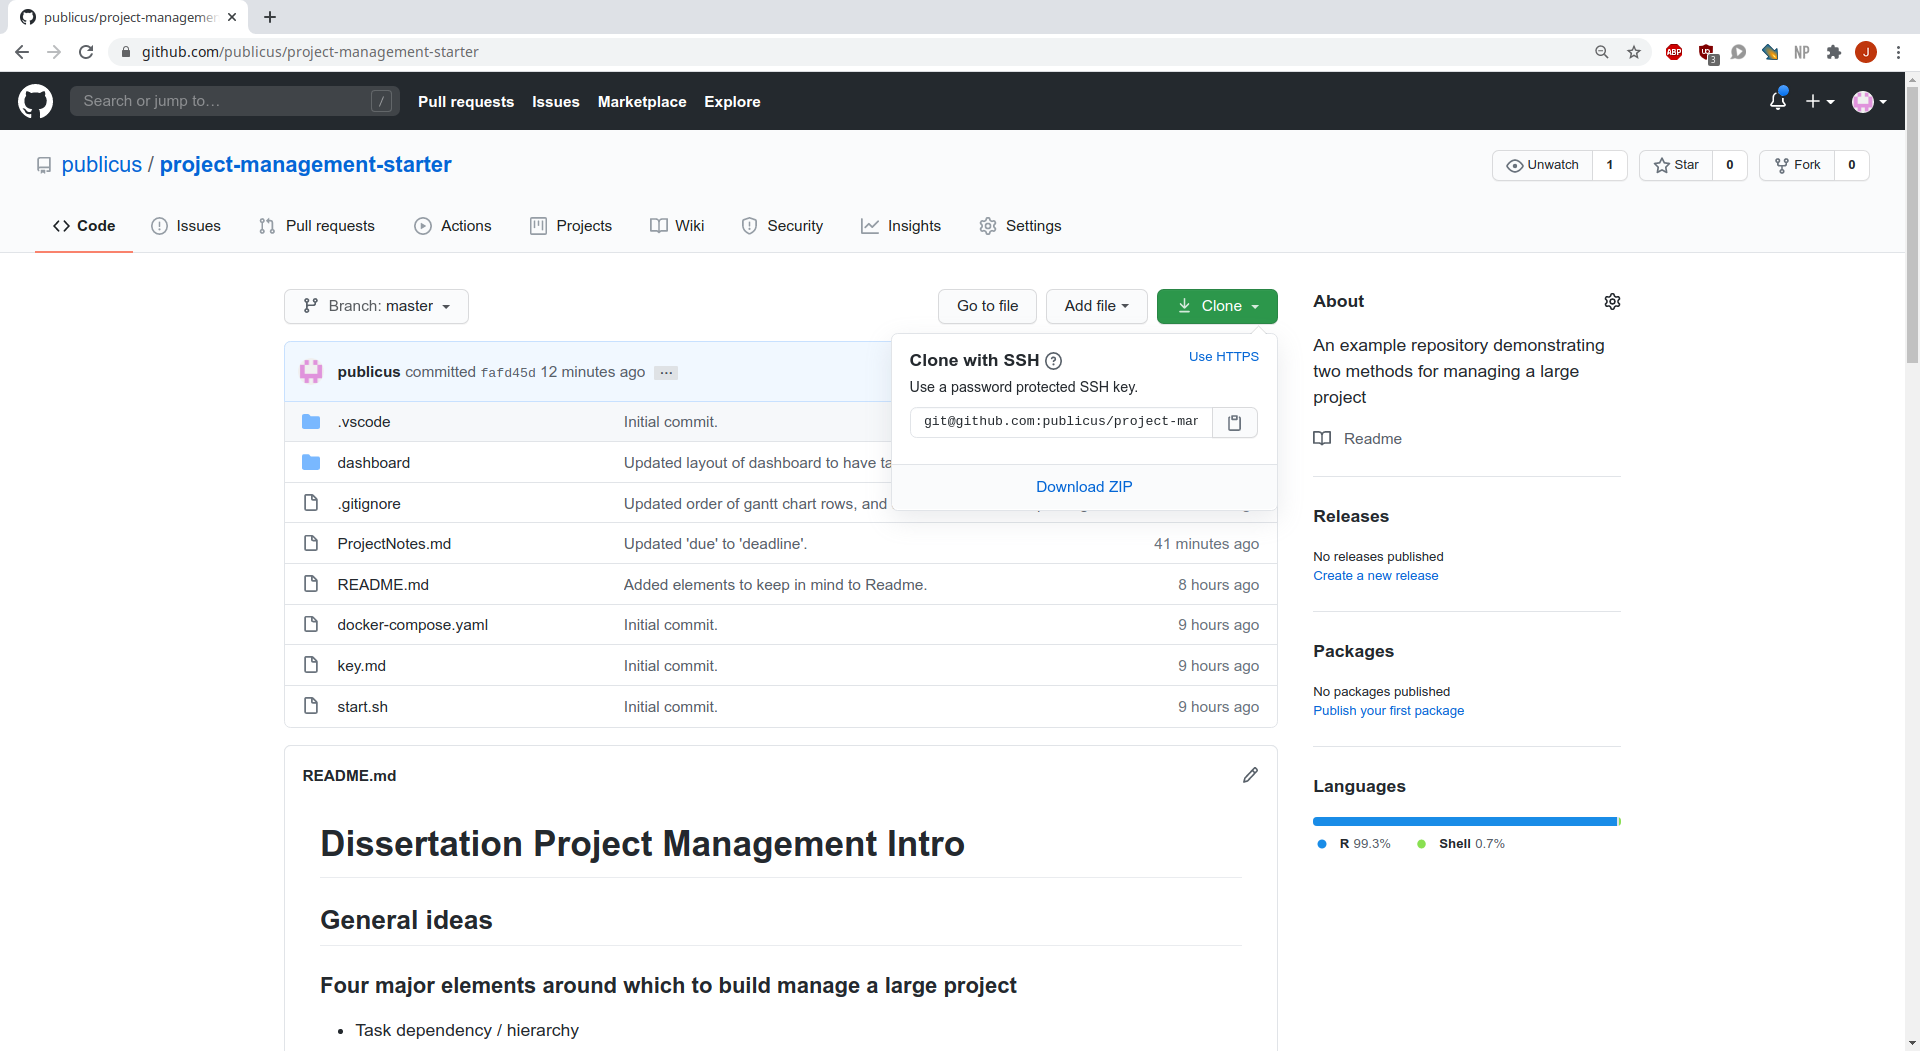 publicus/project-managemen
github.com/publicus/project-management-starter
ABP
3
NP
J
Search or jump to…
/
Pull requests
Issues
Marketplace
Explore
publicus / project-management-starter
Unwatch 1
Star 0
Fork 0
Code
Issues
Pull requests
Actions
Projects
Wiki
Security
Insights
Settings
Branch: master
Go to file
Add file
Clone
publicus committed fafd45d 12 minutes ago …
Clone with SSH ?
Use HTTPS
Use a password protected SSH key.
git@github.com:publicus/project-mar
Download ZIP
.vscode Initial commit.
dashboard Updated layout of dashboard to have ta
.gitignore Updated order of gantt chart rows, and
ProjectNotes.md Updated 'due' to 'deadline'. 41 minutes ago
README.md Added elements to keep in mind to Readme. 8 hours ago
docker-compose.yaml Initial commit. 9 hours ago
key.md Initial commit. 9 hours ago
start.sh Initial commit. 9 hours ago
README.md
Dissertation Project Management Intro
General ideas
Four major elements around which to build manage a large project
• Task dependency / hierarchy
About
An example repository demonstrating
two methods for managing a large
project
Readme
Releases
No releases published
Create a new release
Packages
No packages published
Publish your first package
Languages
R 99.3% Shell 0.7%